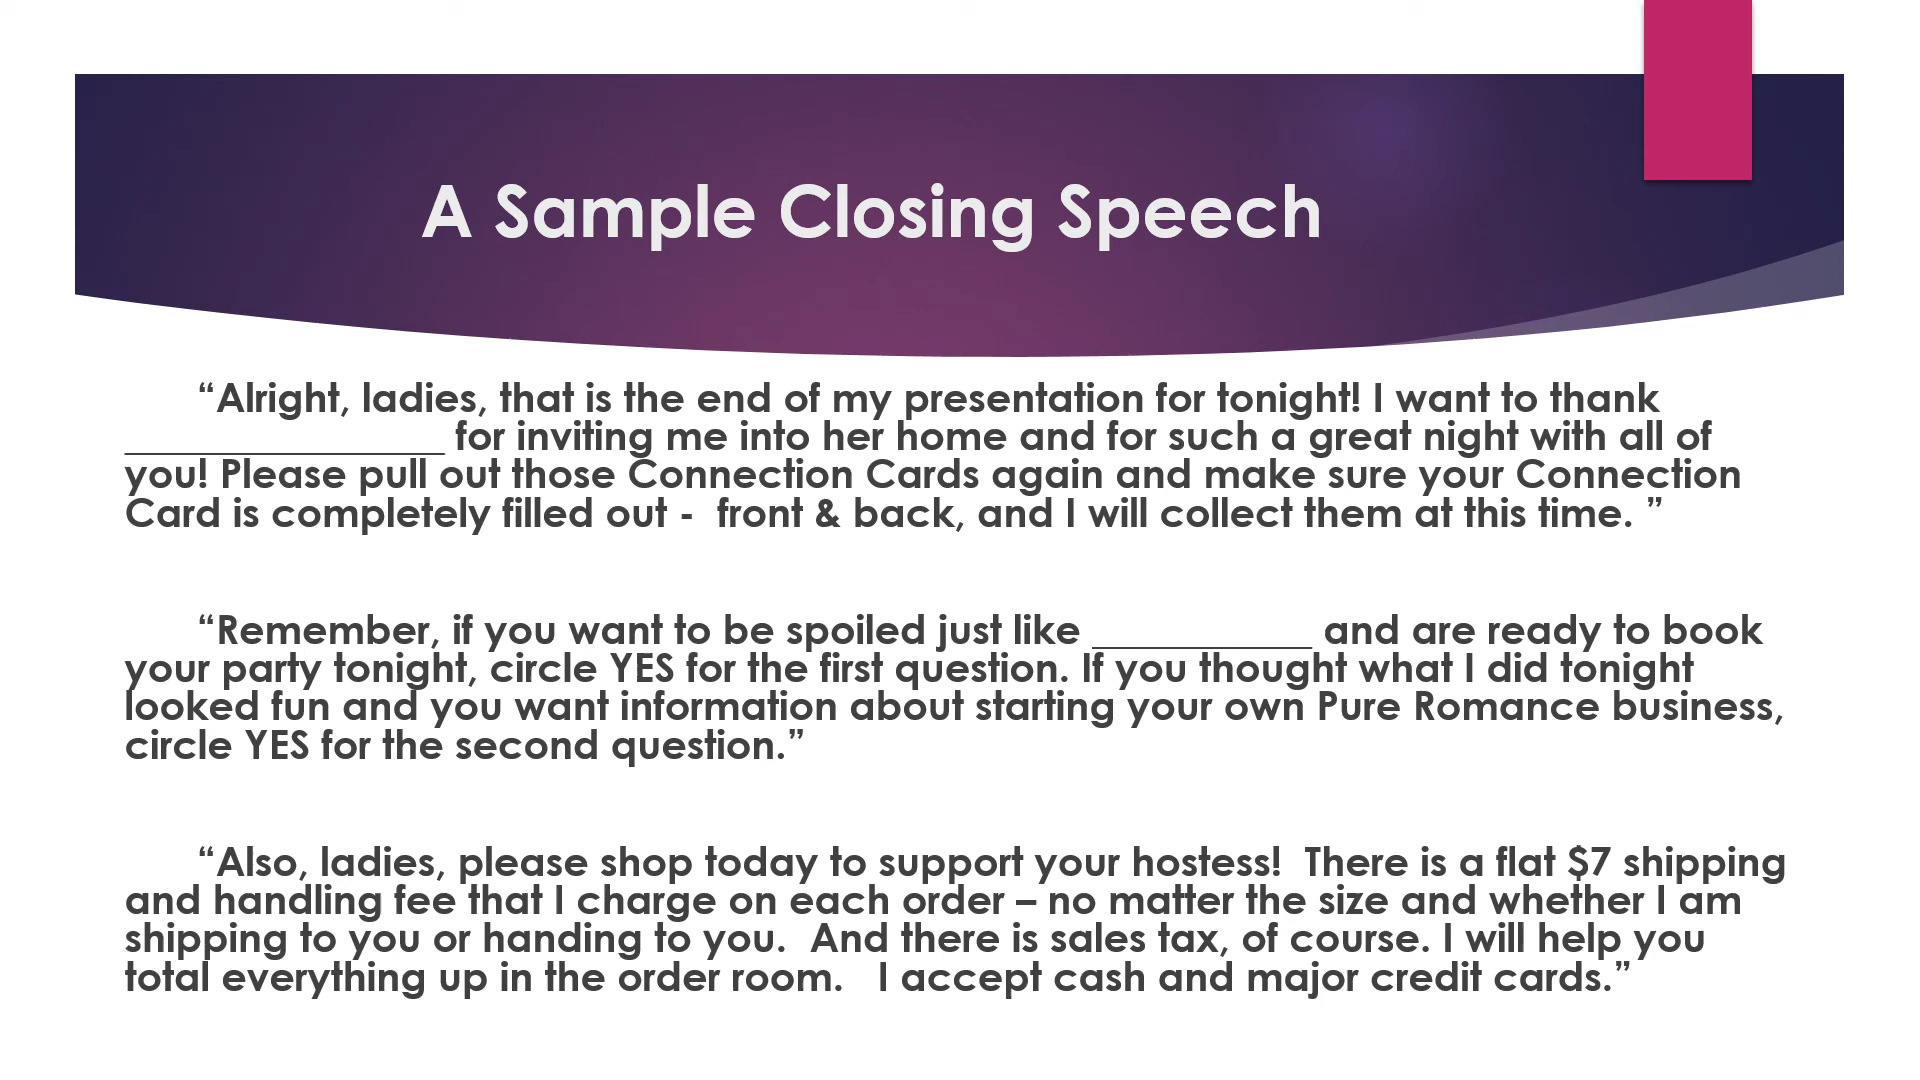 A Sample Closing Speech
“Alright, ladies, that is the end of my presentation for tonight! I want to thank
________________ for inviting me into her home and for such a great night with all of
you! Please pull out those Connection Cards again and make sure your Connection
Card is completely filled out -  front & back, and I will collect them at this time. ”
“Remember, if you want to be spoiled just like ___________ and are ready to book
your party tonight, circle YES for the first question. If you thought what I did tonight
looked fun and you want information about starting your own Pure Romance business,
circle YES for the second question.”
“Also, ladies, please shop today to support your hostess!  There is a flat $7 shipping
and handling fee that I charge on each order – no matter the size and whether I am
shipping to you or handing to you.  And there is sales tax, of course. I will help you
total everything up in the order room.   I accept cash and major credit cards.”